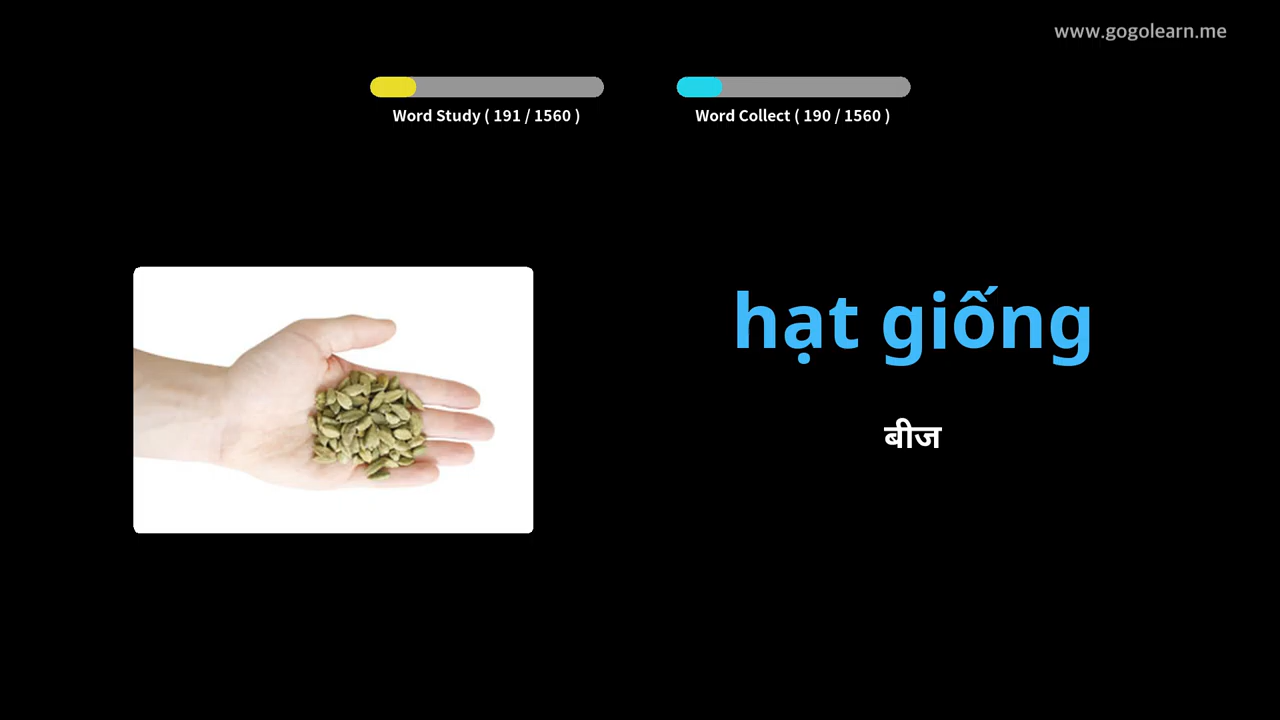 www.gogolearn.me
Word Study ( 191 / 1560 )
Word Collect ( 190 / 1560 )
hạt giống
बीज